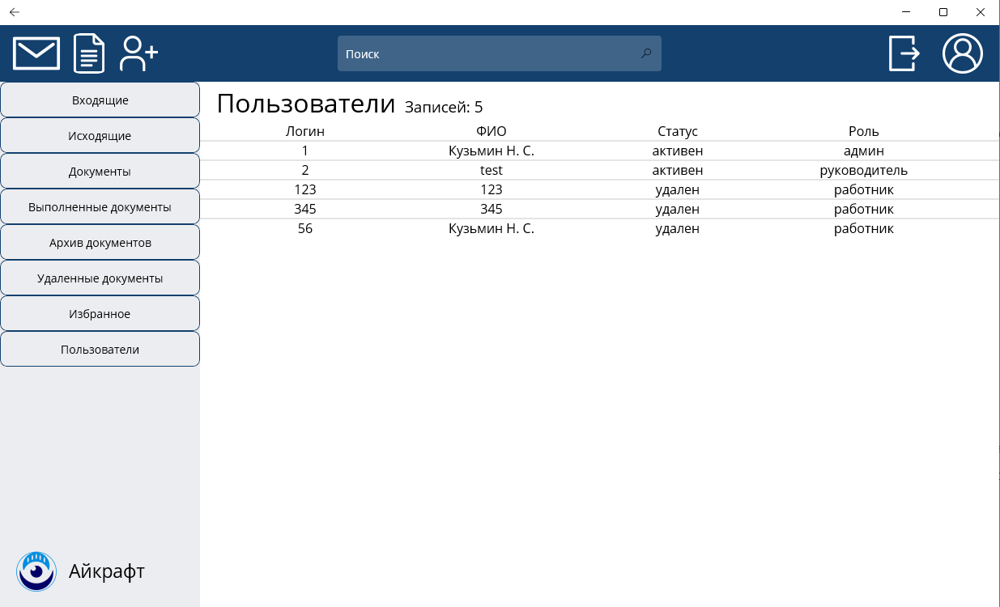 Поиск
Входящие
Исходящие
Документы
Выполненные документы
Архив документов
Удаленные документы
Избранное
Пользователи
Айкрафт
Пользователи Записей: 5
Логин ФИО Статус Роль
1 Кузьмин Н. С. активен админ
2 test активен руководитель
123 123 удален работник
345 345 удален работник
56 Кузьмин Н. С. удален работник